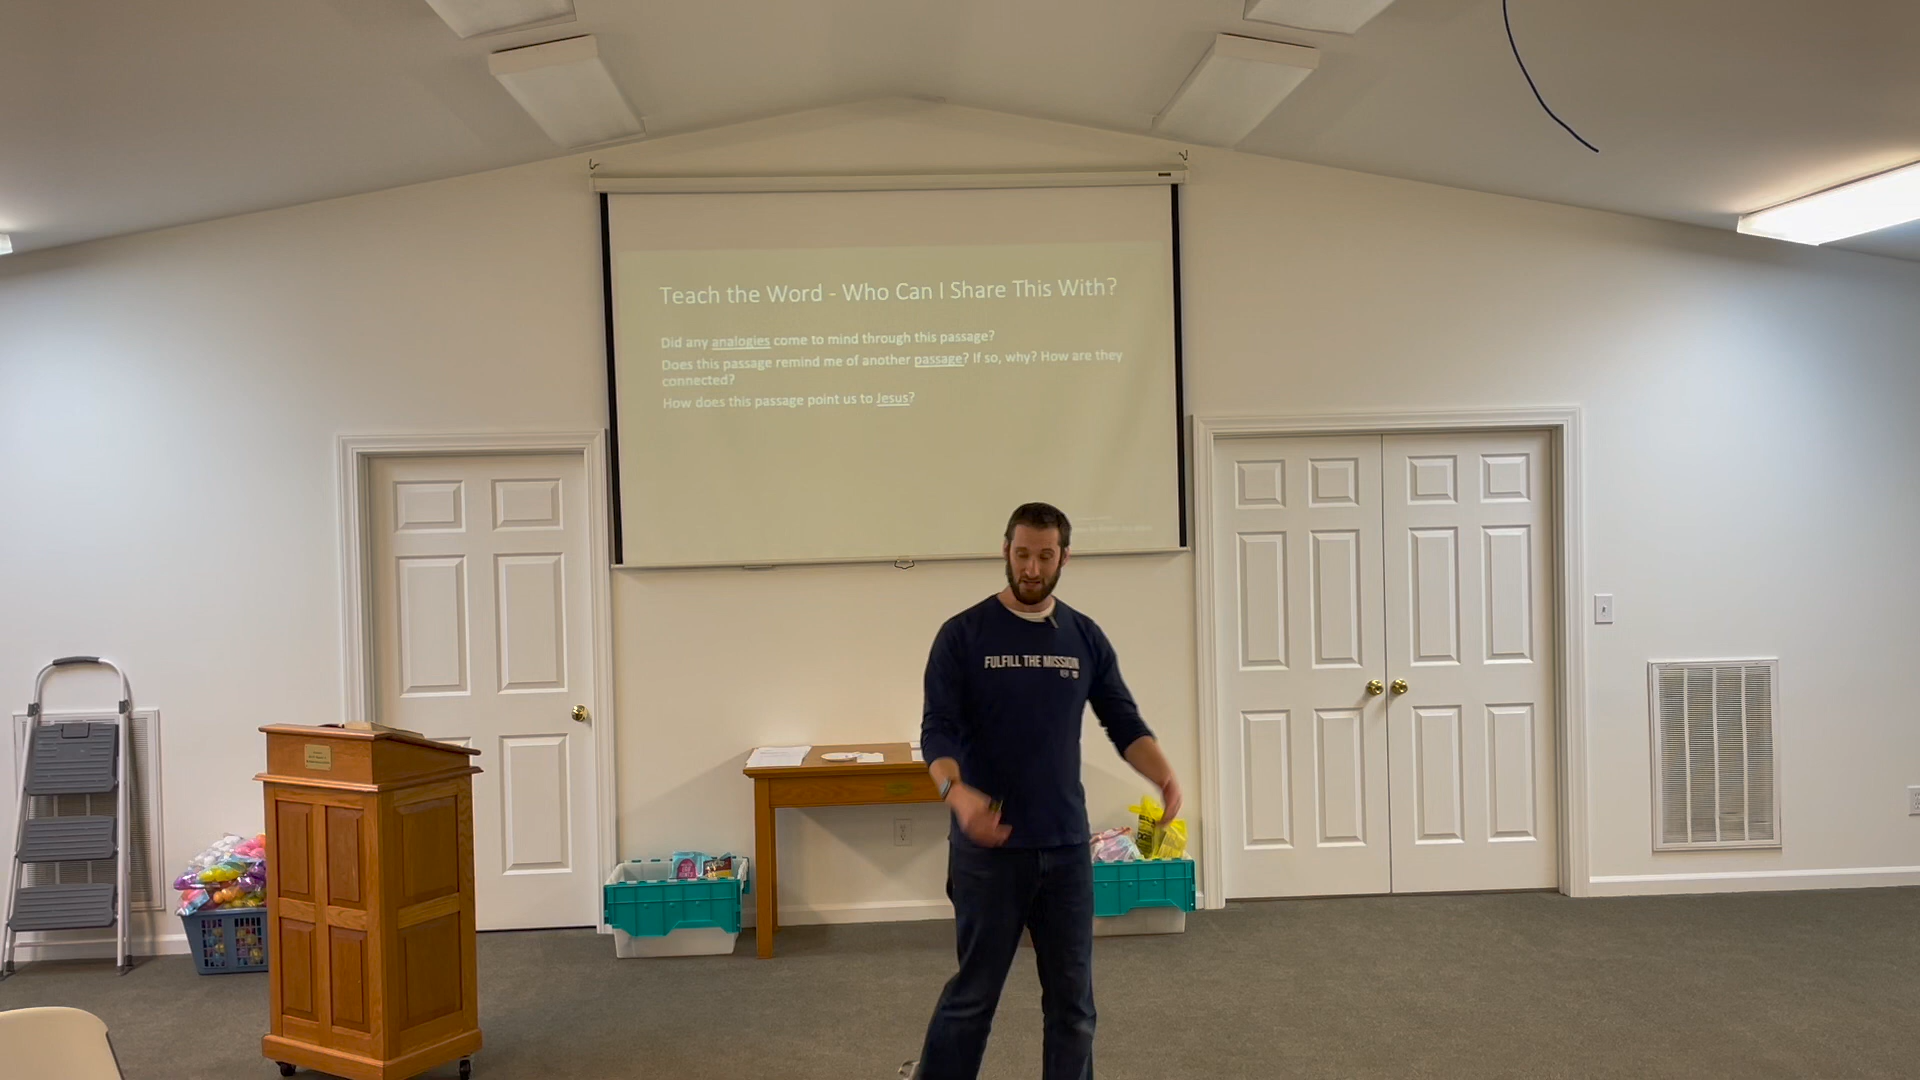 Teach the Word - Who Can I Share This With?
Did any analogies come to mind through this passage?
Does this passage remind me of another passage? If so, why? How are they
connected?
How does this passage point us to Jesus?
FULFILL THE MISSION